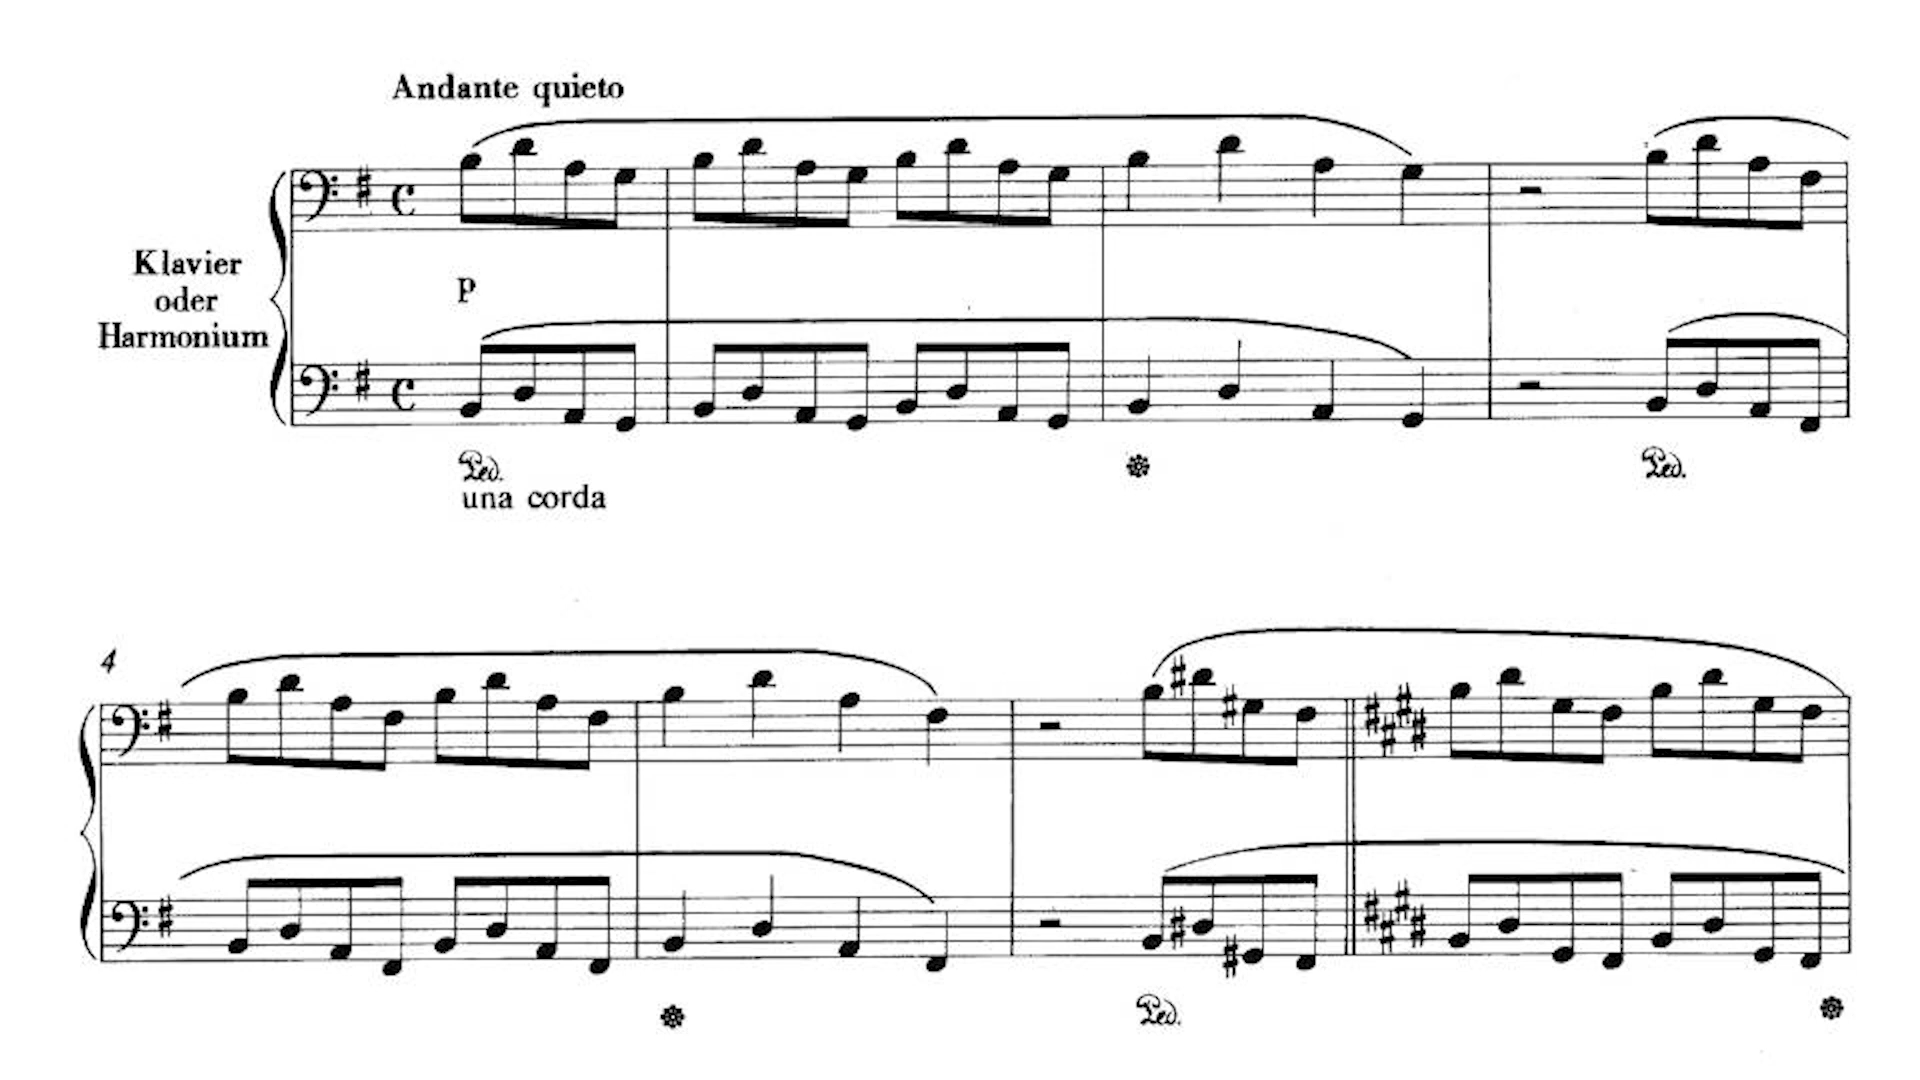 Andante quieto
Klavier
oder
Harmonium
p
Ped.
una corda
Ped.
4
Ped.